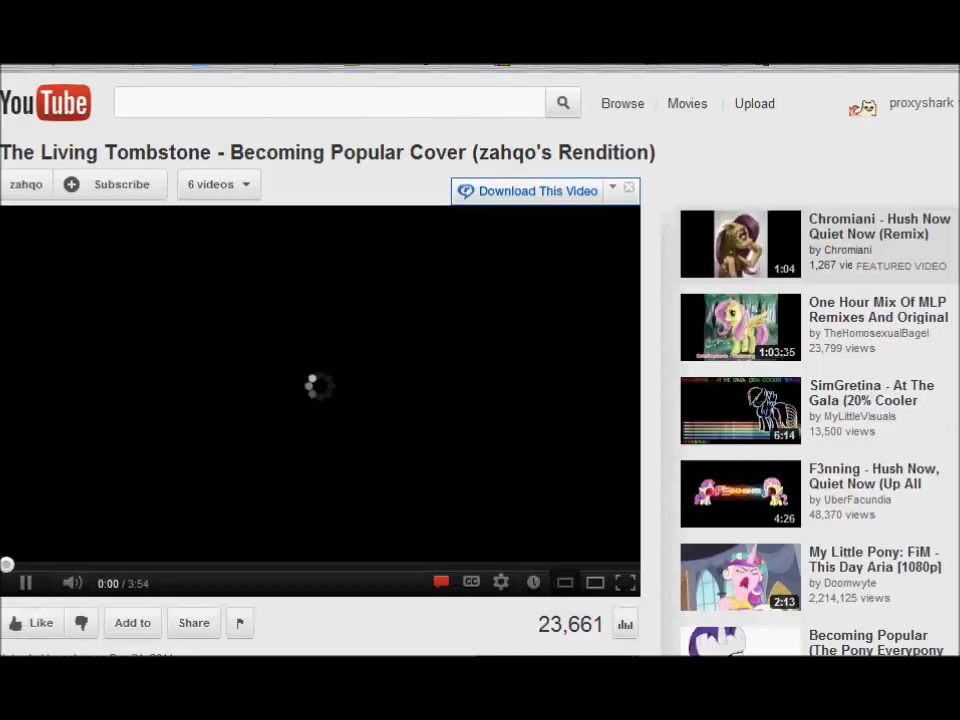 YouTube
Browse
Movies
Upload
proxyshark
The Living Tombstone - Becoming Popular Cover (zahqo's Rendition)
zahqo
Subscribe
6 videos
Download This Video
Chromiani - Hush Now
Quiet Now (Remix)
by Chromiani
1,267 vie FEATURED VIDEO
1:04
One Hour Mix Of MLP
Remixes And Original
by TheHomosexualBagel
23,799 views
1:03:35
SimGretina - At The
Gala (20% Cooler
by MyLittleVisuals
13,500 views
6:14
F3nning - Hush Now,
Quiet Now (Up All
by UberFacundia
48,370 views
4:26
My Little Pony: FiM -
This Day Aria [1080p]
by Doomwyte
2,214,125 views
2:13
Becoming Popular
(The Pony Everypony
0:00 / 3:54
CC
Like
Add to
Share
23,661